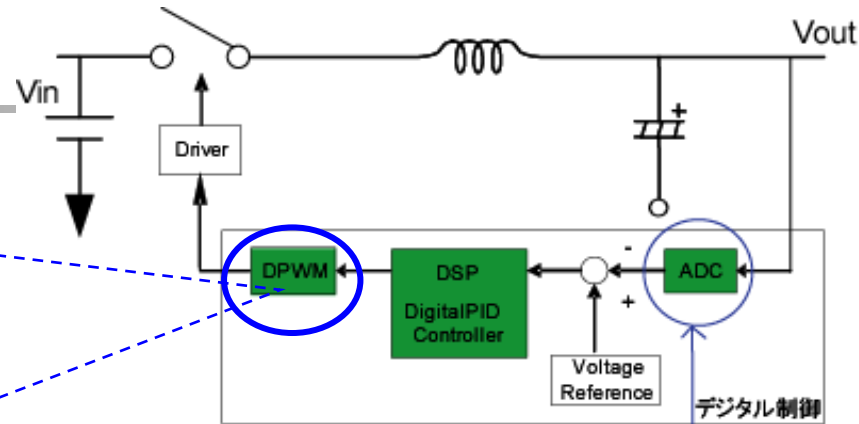 Vout
Vin
+
Driver
DPWM
DSP
DigitalPID
Controller
-
+
ADC
Voltage
Reference
デジタル制御